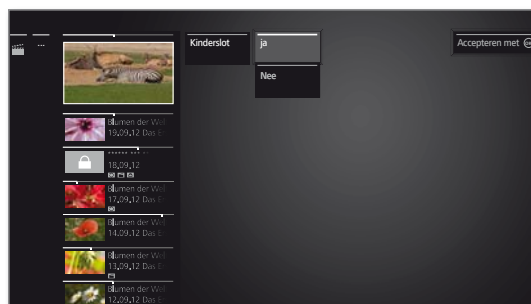 Kinderslot
ja
Nee
Accepteren met OK
...
Blumen der Wel
19.09.12 Das E
18.09.12
Blumen der Wel
17.09.12 Das E
Blumen der Wel
14.09.12 Das E
Blumen der Wel
13.09.12 Das E
Blumen der Wel
12.09.12 Das E